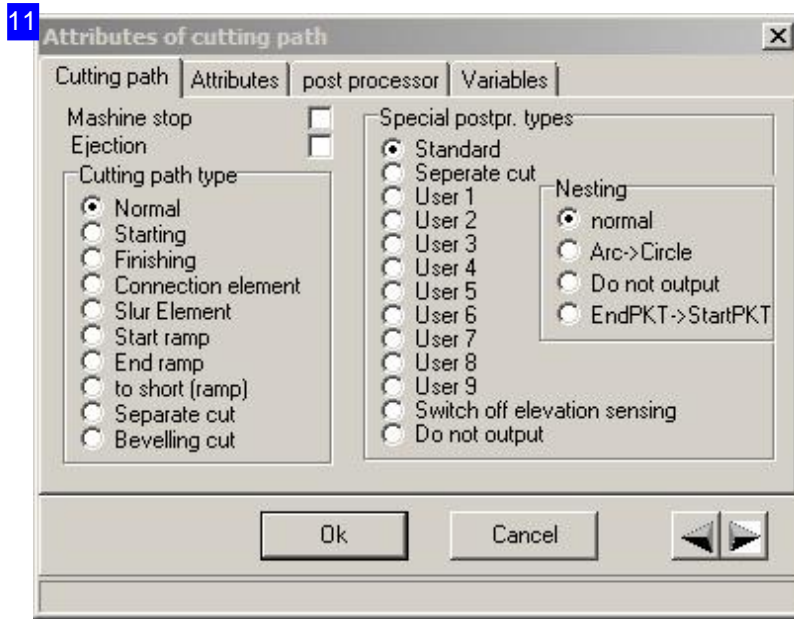 11
Attributes of cutting path
Cutting path Attributes post processor Variables
Mashine stop
Ejection
Cutting path type
Normal
Starting
Finishing
Connection element
Slur Element
Start ramp
End ramp
to short (ramp)
Separate cut
Bevelling cut
Special postpr. types
Standard
Seperate cut
User 1
User 2
User 3
User 4
User 5
User 6
User 7
User 8
User 9
Switch off elevation sensing
Do not output
Nesting
normal
Arc->Circle
Do not output
EndPKT->StartPKT
Ok Cancel